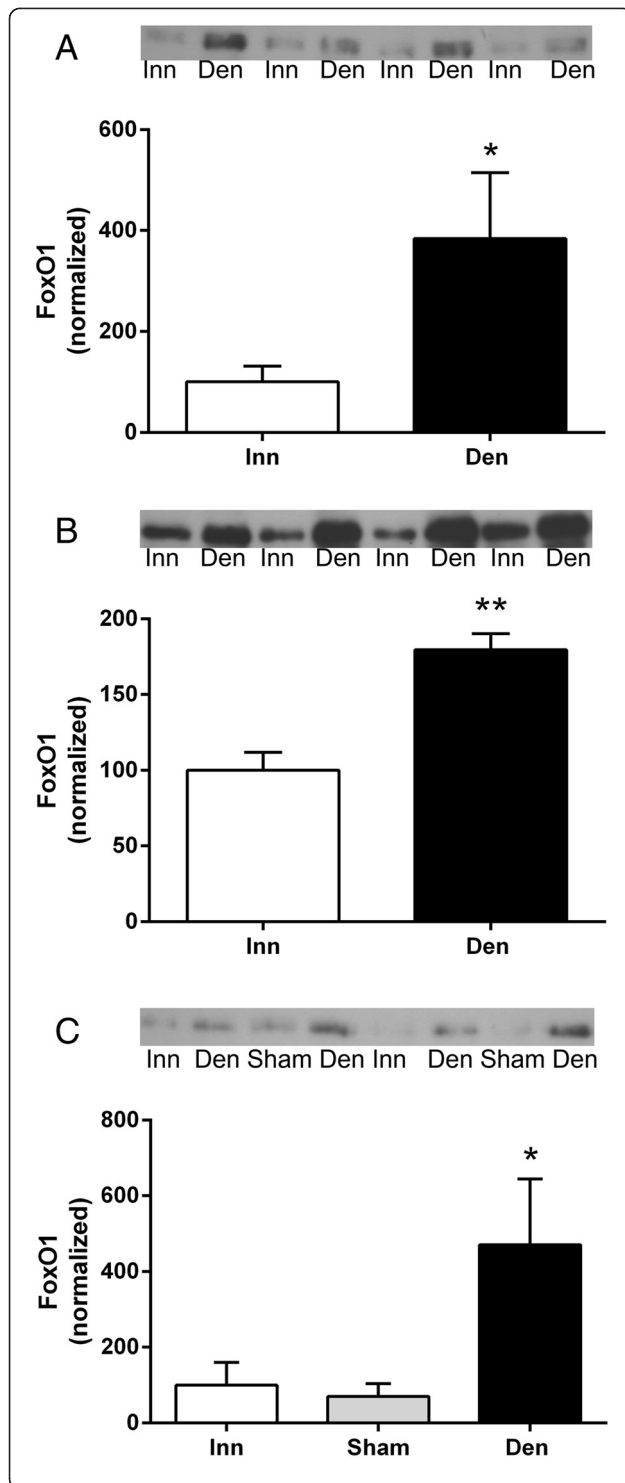 A
Inn Den Inn Den Inn Den Inn Den
600
*
400
200
0
FoxO1
(normalized)
Inn Den
B
Inn Den Inn Den Inn Den Inn Den
200
**
150
100
50
0
FoxO1
(normalized)
Inn Den
C
Inn Den Sham Den Inn Den Sham Den
800
*
600
400
200
0
FoxO1
(normalized)
Inn Sham Den